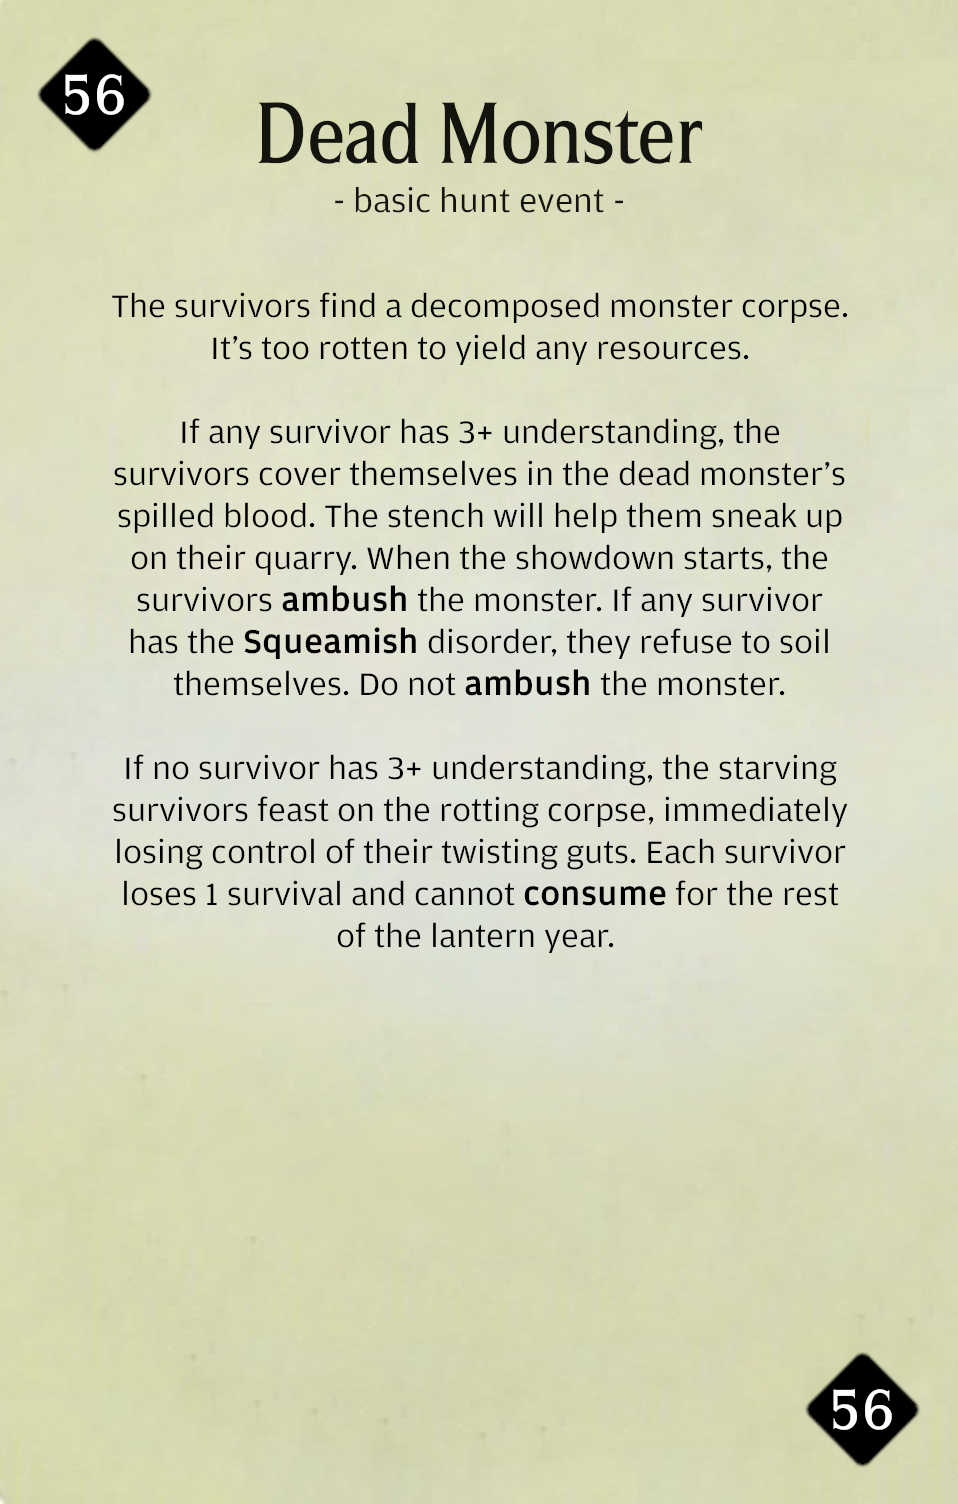 56
Dead Monster
- basic hunt event -
The survivors find a decomposed monster corpse.
It’s too rotten to yield any resources.
If any survivor has 3+ understanding, the
survivors cover themselves in the dead monster’s
spilled blood. The stench will help them sneak up
on their quarry. When the showdown starts, the
survivors ambush the monster. If any survivor
has the Squeamish disorder, they refuse to soil
themselves. Do not ambush the monster.
If no survivor has 3+ understanding, the starving
survivors feast on the rotting corpse, immediately
losing control of their twisting guts. Each survivor
loses 1 survival and cannot consume for the rest
of the lantern year.
56